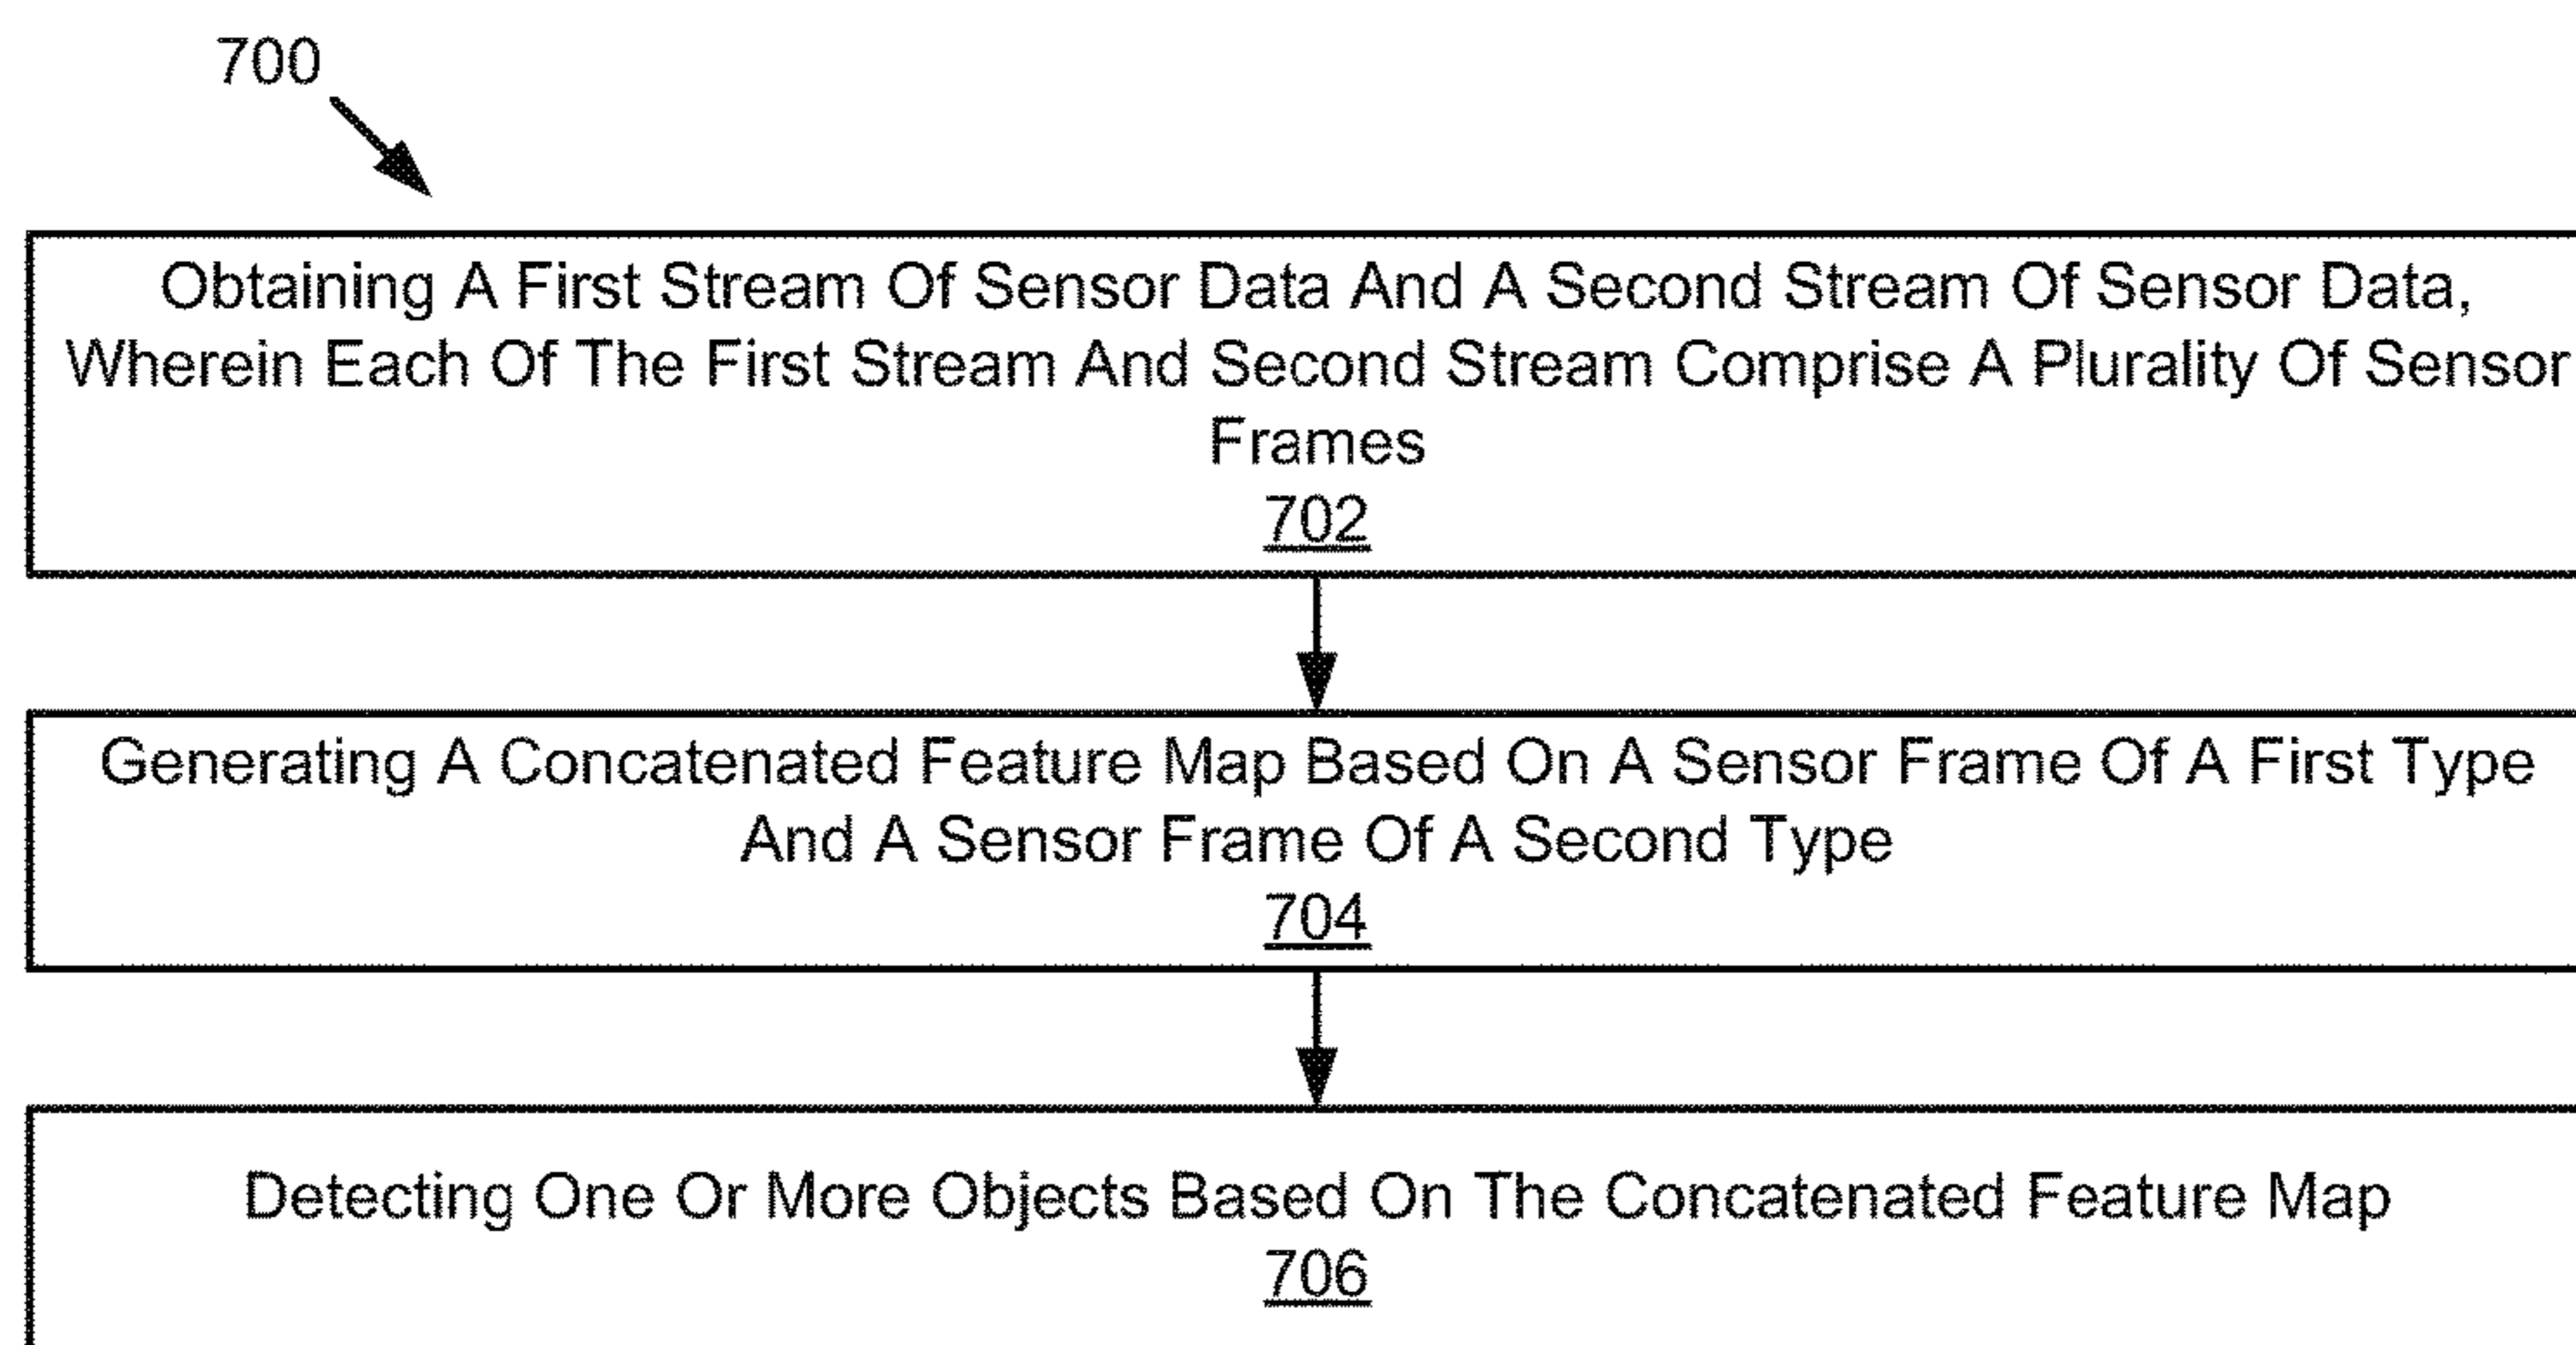 700
Obtaining A First Stream Of Sensor Data And A Second Stream Of Sensor Data,
Wherein Each Of The First Stream And Second Stream Comprise A Plurality Of Sensor
Frames
702
Generating A Concatenated Feature Map Based On A Sensor Frame Of A First Type
And A Sensor Frame Of A Second Type
704
Detecting One Or More Objects Based On The Concatenated Feature Map
706